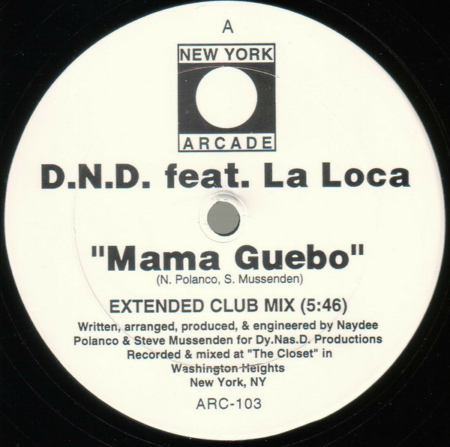 A
NEW YORK
ARCADE
D.N.D. feat. La Loca
"Mama Guebo"
(N. Polanco, S. Mussenden)
EXTENDED CLUB MIX (5:46)
Written, arranged, produced, & engineered by Naydee
Polanco & Steve Mussenden for Dy.Nas.D. Productions
Recorded & mixed at "The Closet" in
Washington Heights
New York, NY
ARC-103